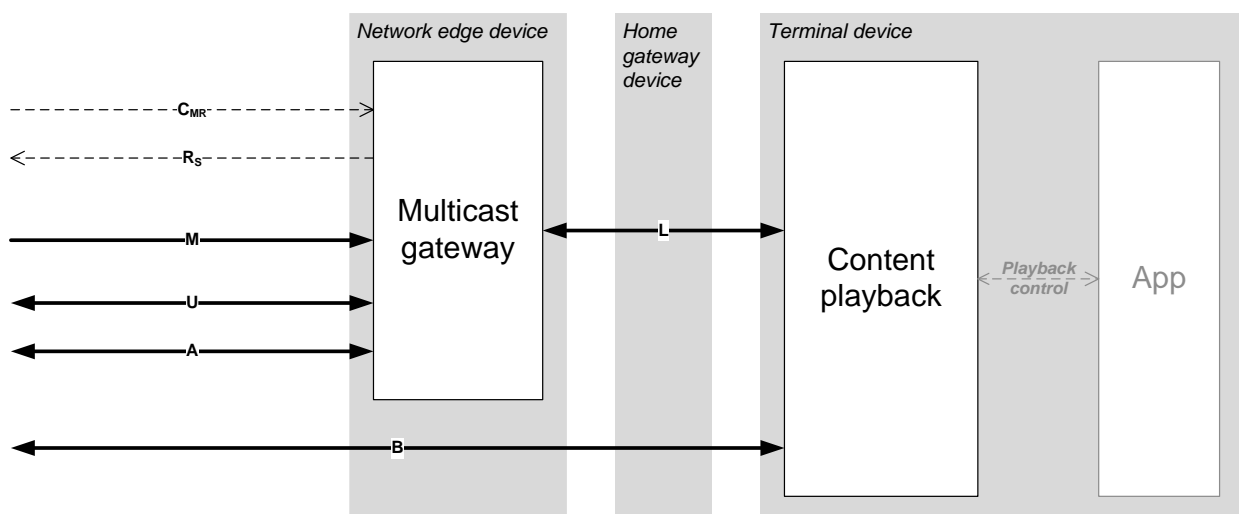 Network edge device
Home
gateway
device
Terminal device
CMR
RS
M
U
A
B
Multicast
gateway
L
Content
playback
Playback
control
App